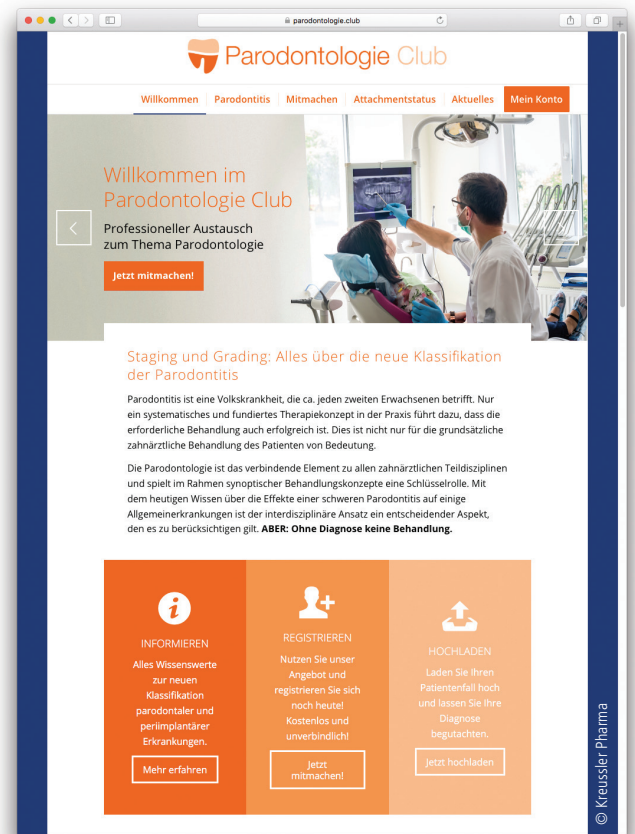 parodontologie.club
Parodontologie Club
Willkommen
Parodontitis
Mitmachen
Attachmentstatus
Aktuelles
Mein Konto
Willkommen im
Parodontologie Club
Professioneller Austausch
zum Thema Parodontologie
Jetzt mitmachen!
Staging und Grading: Alles über die neue Klassifikation
der Parodontitis
Parodontitis ist eine Volkskrankheit, die ca. jeden zweiten Erwachsenen betrifft. Nur
ein systematisches und fundiertes Therapiekonzept in der Praxis führt dazu, dass die
erforderliche Behandlung auch erfolgreich ist. Dies ist nicht nur für die grundsätzliche
zahnärztliche Behandlung des Patienten von Bedeutung.
Die Parodontologie ist das verbindende Element zu allen zahnärztlichen Teildisziplinen
und spielt im Rahmen synoptischer Behandlungskonzepte eine Schlüsselrolle. Mit
dem heutigen Wissen über die Effekte einer schweren Parodontitis auf einige
Allgemeinerkrankungen ist der interdisziplinäre Ansatz ein entscheidender Aspekt,
den es zu berücksichtigen gilt. ABER: Ohne Diagnose keine Behandlung.
INFORMIEREN
Alles Wissenswerte
zur neuen
Klassifikation
parodontaler und
periimplantärer
Erkrankungen.
Mehr erfahren
REGISTRIEREN
Nutzen Sie unser
Angebot und
registrieren Sie sich
noch heute!
Kostenlos und
unverbindlich!
Jetzt
mitmachen!
HOCHLADEN
Laden Sie Ihren
Patientenfall hoch
und lassen Sie Ihre
Diagnose
begutachten.
Jetzt hochladen
© Kreussler Pharma